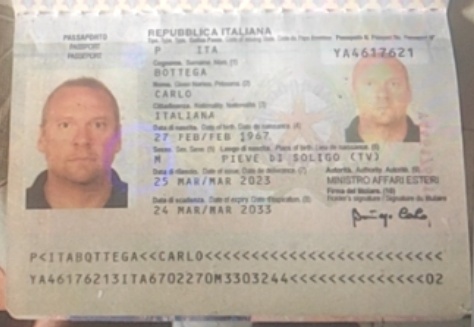 PASSAPORTO
PASSPORT
PASSEPORT
REPUBBLICA ITALIANA
P ITA YA4617621
Cognome. Surname. Nom. (1)
BOTTEGA
Nome. Given Names. Prénoms. (2)
CARLO
Cittadinanza. Nationality. Nationalité. (3)
ITALIANA
Data di nascita. Date of birth. Date de naissance. (4)
27 FEB/FEB 1967
Sesso. Sex. Sexe. (5) Luogo di nascita. Place of birth. Lieu de naissance. (6)
M PIEVE DI SOLIGO (TV)
Data di rilascio. Date of issue. Date de délivrance. (7) Autorità. Authority. Autorité. (9)
25 MAR/MAR 2023 MINISTRO AFFARI ESTERI
Data di scadenza. Date of expiry. Date d'expiration. (8) Firma del titolare. (10)
24 MAR/MAR 2033
P<ITABOTTEGA<<CARLO<<<<<<<<<<<<<<<<<<<<<<<<<
YA46176213ITA6702270M3303244<<<<<<<<<<<<<<02